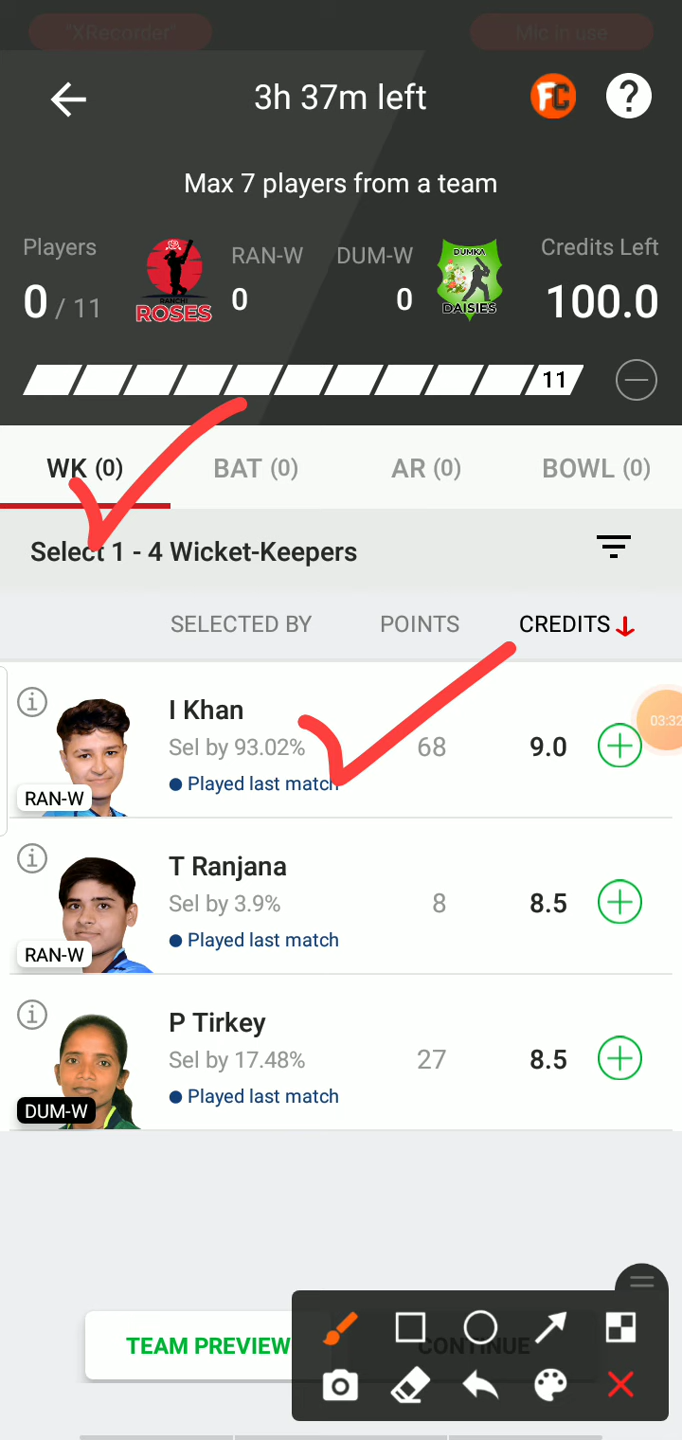 "XRecorder" Mic in use
3h 37m left FC ?
Max 7 players from a team
Players RAN-W DUM-W DUMKA Credits Left
0 / 11 RANCHI ROSES 0 0 DAISIES 100.0
11
WK (0) BAT (0) AR (0) BOWL (0)
Select 1 - 4 Wicket-Keepers
SELECTED BY POINTS CREDITS
I Khan
Sel by 93.02% 68 9.0 03:32
Played last match
RAN-W
T Ranjana
Sel by 3.9% 8 8.5
Played last match
RAN-W
P Tirkey
Sel by 17.48% 27 8.5
Played last match
DUM-W
TEAM PREVIEW CONTINUE